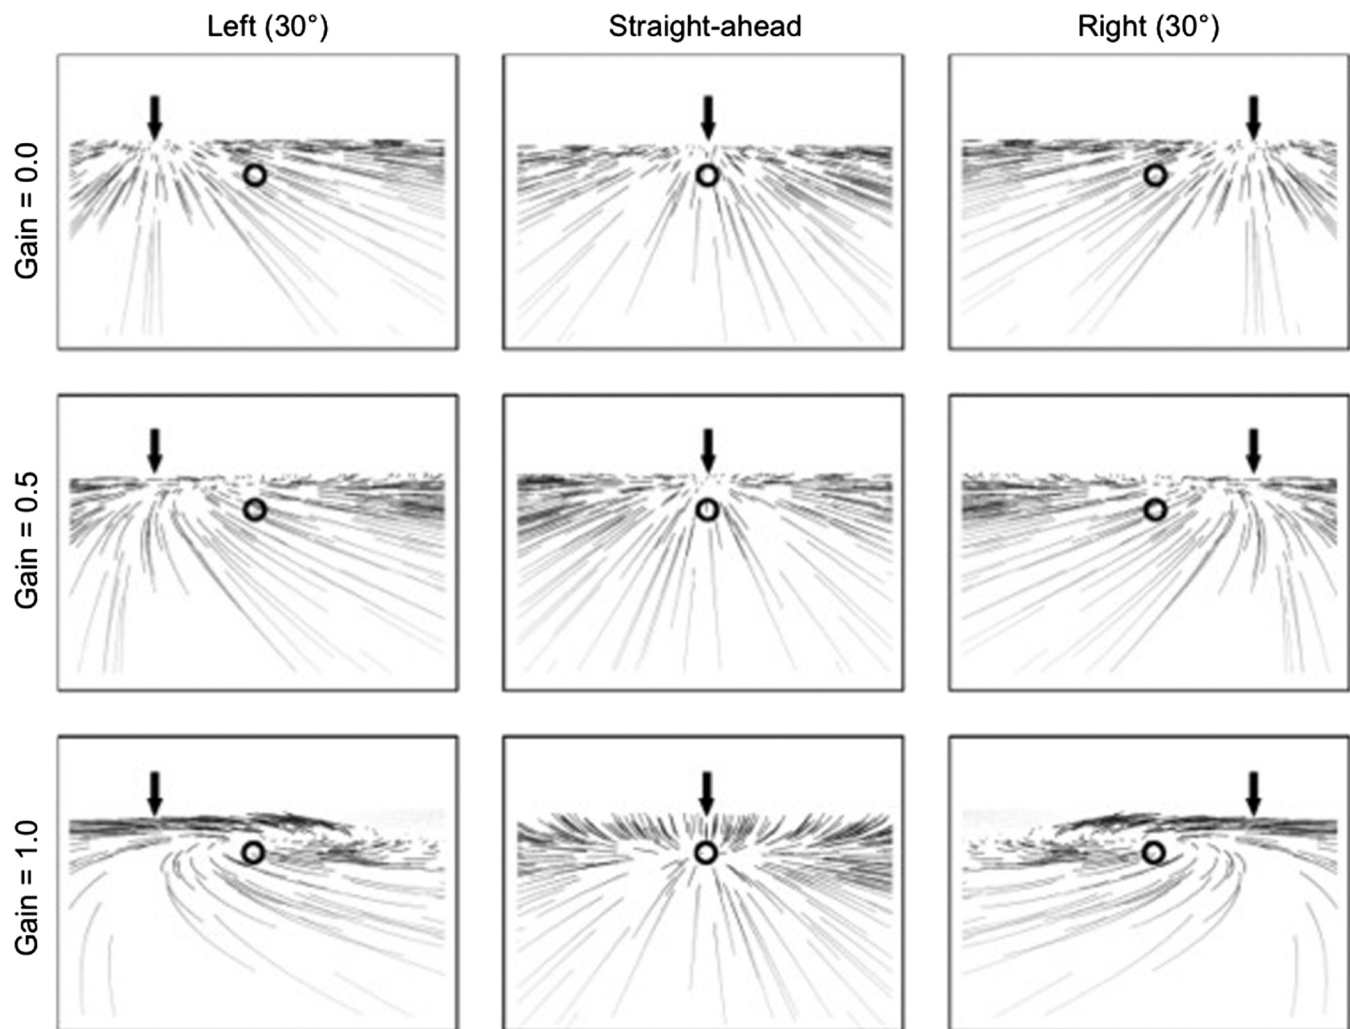 Left (30°)
Straight-ahead
Right (30°)
Gain = 0.0
Gain = 0.5
Gain = 1.0